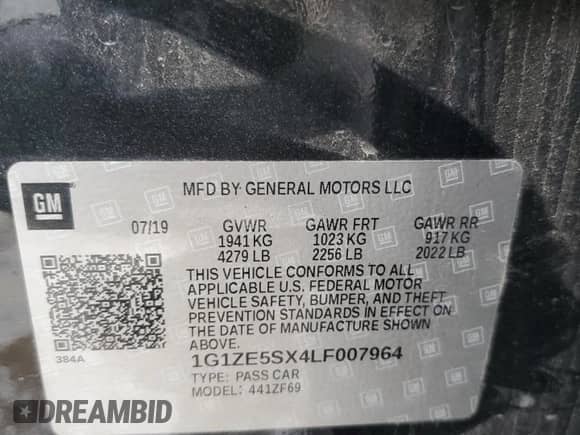 GM
MFD BY GENERAL MOTORS LLC
07/19 GVWR GAWR FRT GAWR RR
1941 KG 1023 KG 917 KG
4279 LB 2256 LB 2022 LB
THIS VEHICLE CONFORMS TO ALL
APPLICABLE U.S. FEDERAL MOTOR
VEHICLE SAFETY, BUMPER, AND THEFT
PREVENTION STANDARDS IN EFFECT ON
THE DATE OF MANUFACTURE SHOWN
ABOVE.
384A
1G1ZE5SX4LF007964
TYPE: PASS CAR
MODEL: 441ZF69
DREAMBID